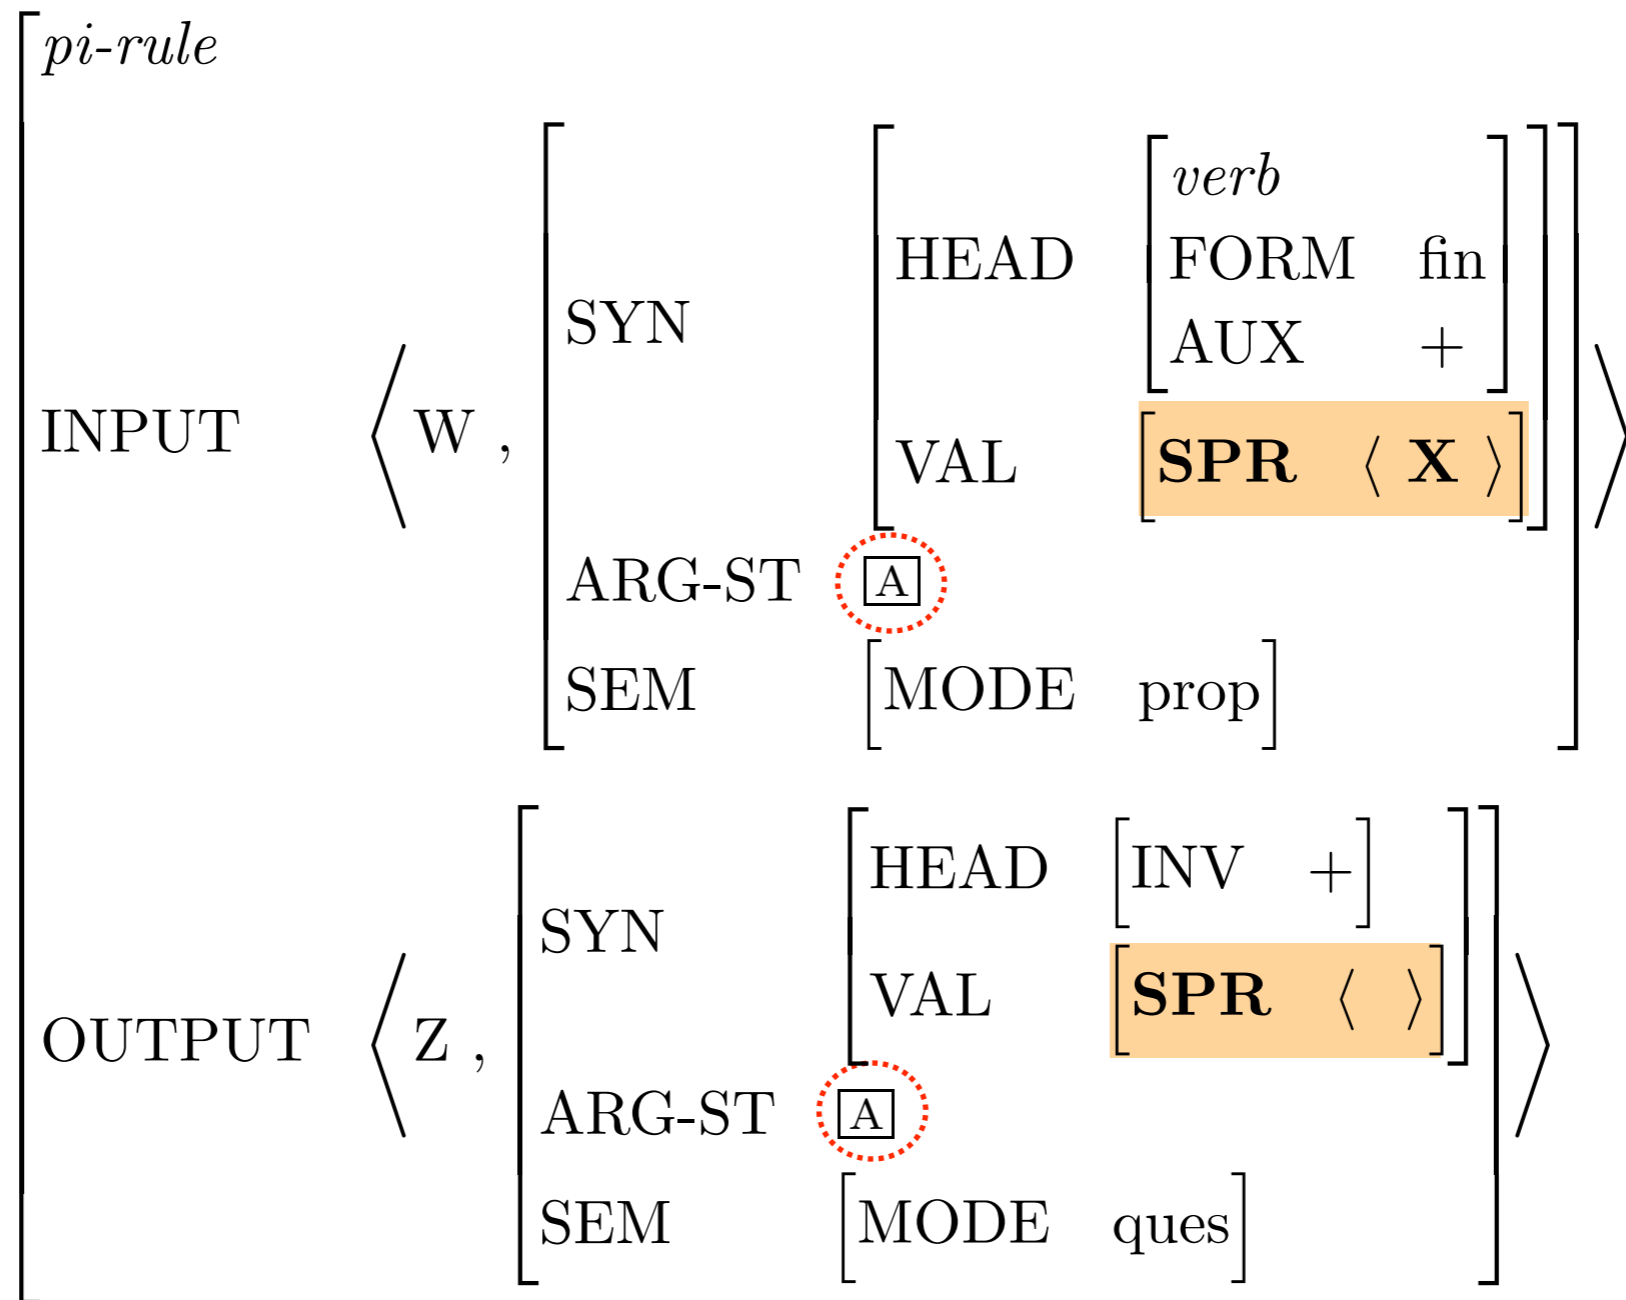 pi-rule
verb
HEAD FORM fin
SYN AUX +
INPUT ⟨ W , VAL [SPR ⟨ X ⟩] ⟩
ARG-ST A
SEM [MODE prop]
HEAD [INV +]
SYN
VAL [SPR ⟨ ⟩]
OUTPUT ⟨ Z , ⟩
ARG-ST A
SEM [MODE ques]